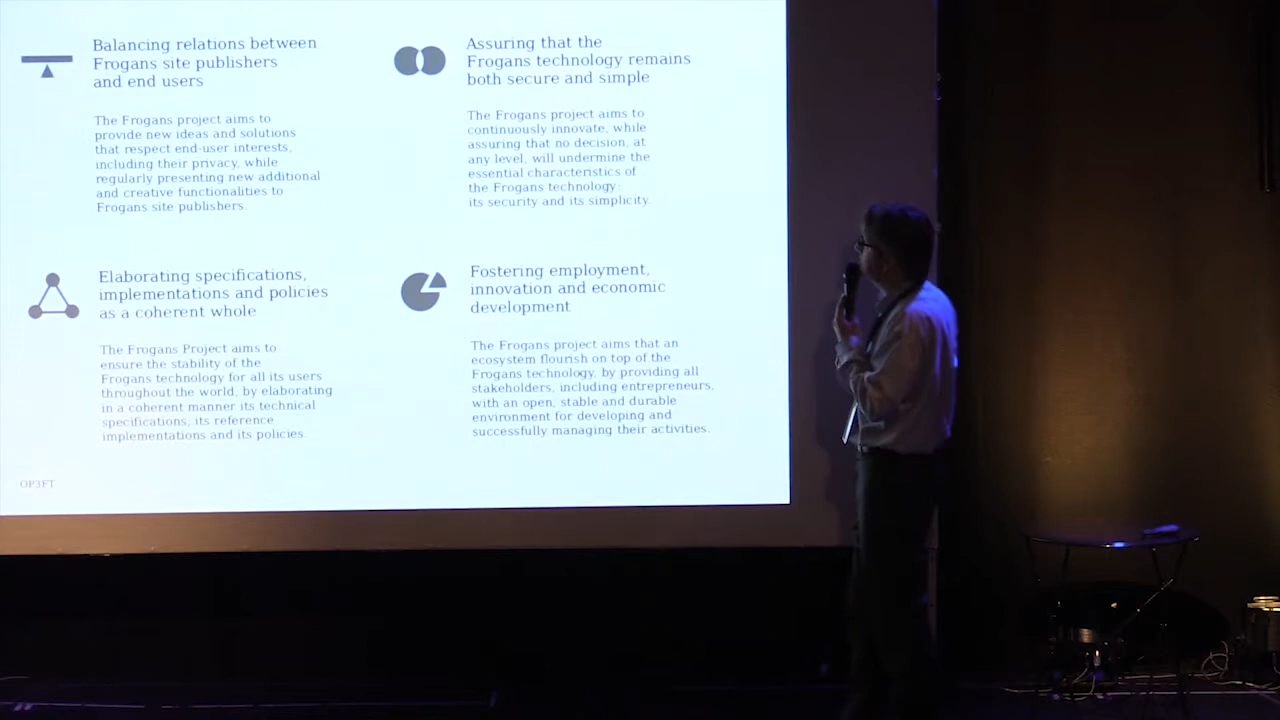 Balancing relations between
Frogans site publishers
and end users
The Frogans project aims to
provide new ideas and solutions
that respect end-user interests,
including their privacy, while
regularly presenting new additional
and creative functionalities to
Frogans site publishers.
Assuring that the
Frogans technology remains
both secure and simple
The Frogans project aims to
continuously innovate, while
assuring that no decision, at
any level, will undermine the
essential characteristics of
the Frogans technology:
its security and its simplicity.
Elaborating specifications,
implementations and policies
as a coherent whole
The Frogans Project aims to
ensure the stability of the
Frogans technology for all its users
throughout the world, by elaborating
in a coherent manner its technical
specifications, its reference
implementations and its policies.
Fostering employment,
innovation and economic
development
The Frogans project aims that an
ecosystem flourish on top of the
Frogans technology, by providing all
stakeholders, including entrepreneurs,
with an open, stable and durable
environment for developing and
successfully managing their activities.
OP3FT